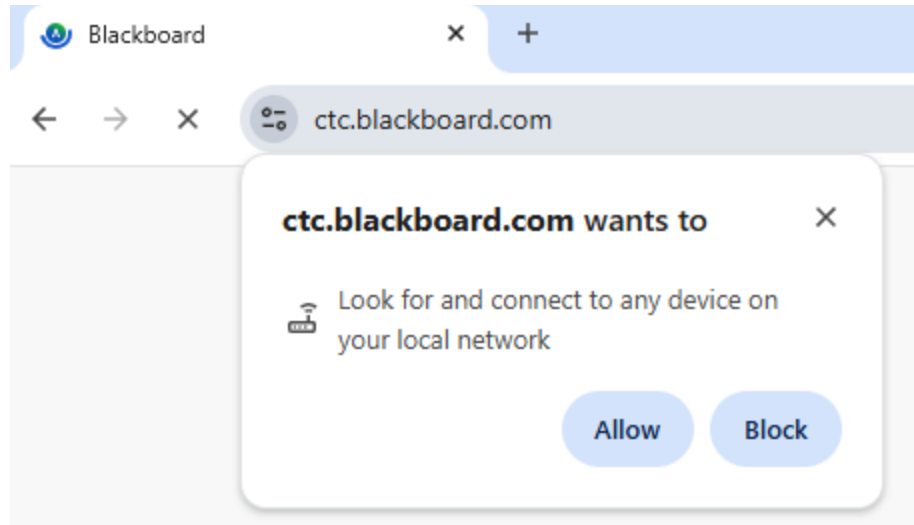 Blackboard
ctc.blackboard.com
ctc.blackboard.com wants to
Look for and connect to any device on
your local network
Allow Block